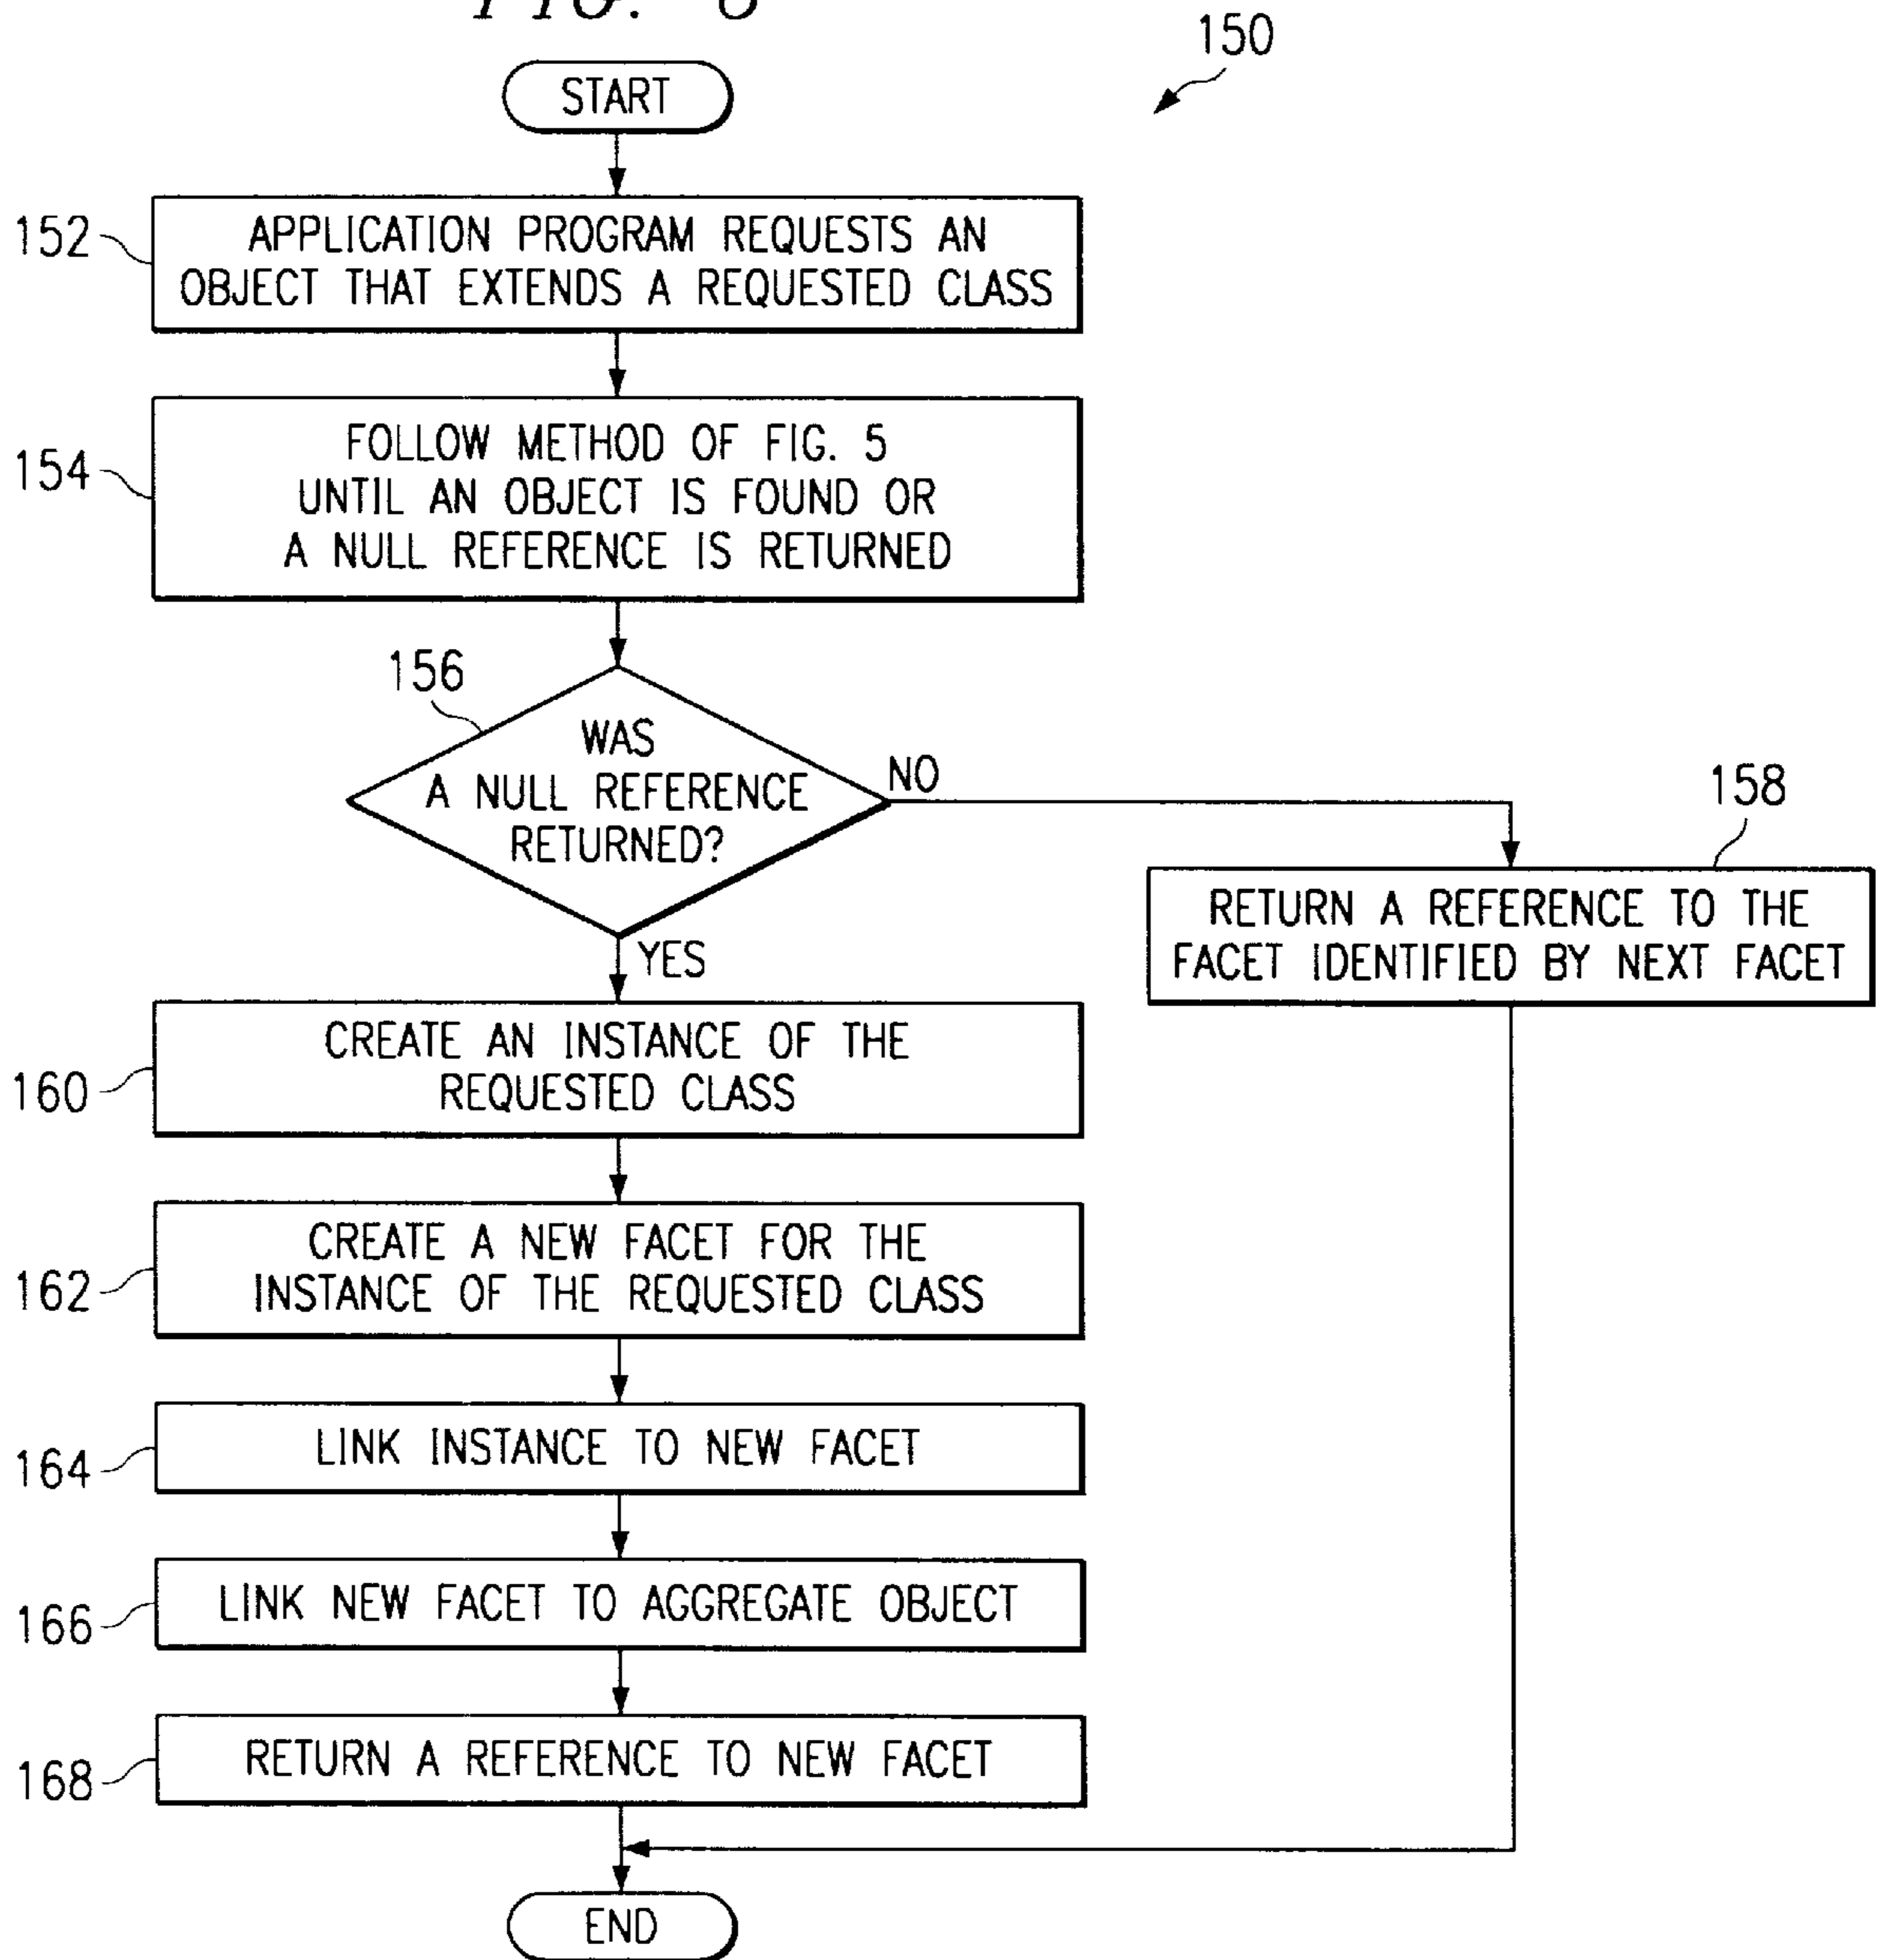 FIG.
150
START
152
APPLICATION PROGRAM REQUESTS AN
OBJECT THAT EXTENDS A REQUESTED CLASS
154
FOLLOW METHOD OF FIG. 5
UNTIL AN OBJECT IS FOUND OR
A NULL REFERENCE IS RETURNED
156
WAS
A NULL REFERENCE
RETURNED?
NO
158
RETURN A REFERENCE TO THE
FACET IDENTIFIED BY NEXT FACET
YES
160
CREATE AN INSTANCE OF THE
REQUESTED CLASS
162
CREATE A NEW FACET FOR THE
INSTANCE OF THE REQUESTED CLASS
164
LINK INSTANCE TO NEW FACET
166
LINK NEW FACET TO AGGREGATE OBJECT
168
RETURN A REFERENCE TO NEW FACET
END